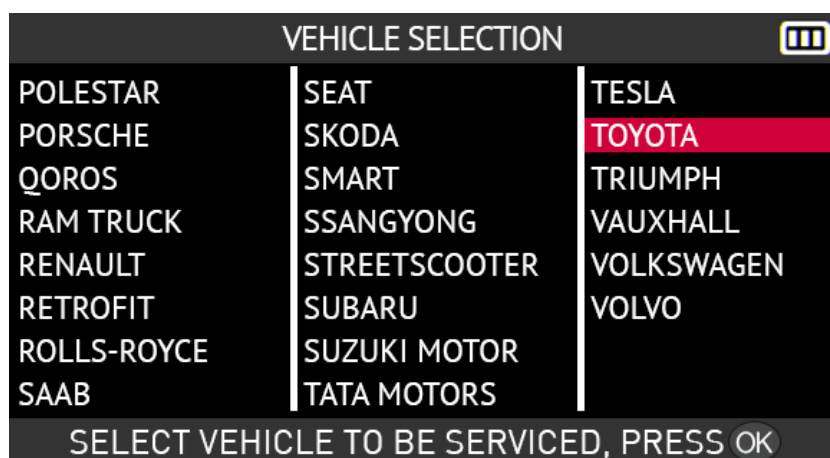 VEHICLE SELECTION
POLESTAR
PORSCHE
QOROS
RAM TRUCK
RENAULT
RETROFIT
ROLLS-ROYCE
SAAB
SEAT
SKODA
SMART
SSANGYONG
STREETSCOOTER
SUBARU
SUZUKI MOTOR
TATA MOTORS
TESLA
TOYOTA
TRIUMPH
VAUXHALL
VOLKSWAGEN
VOLVO
SELECT VEHICLE TO BE SERVICED, PRESS OK